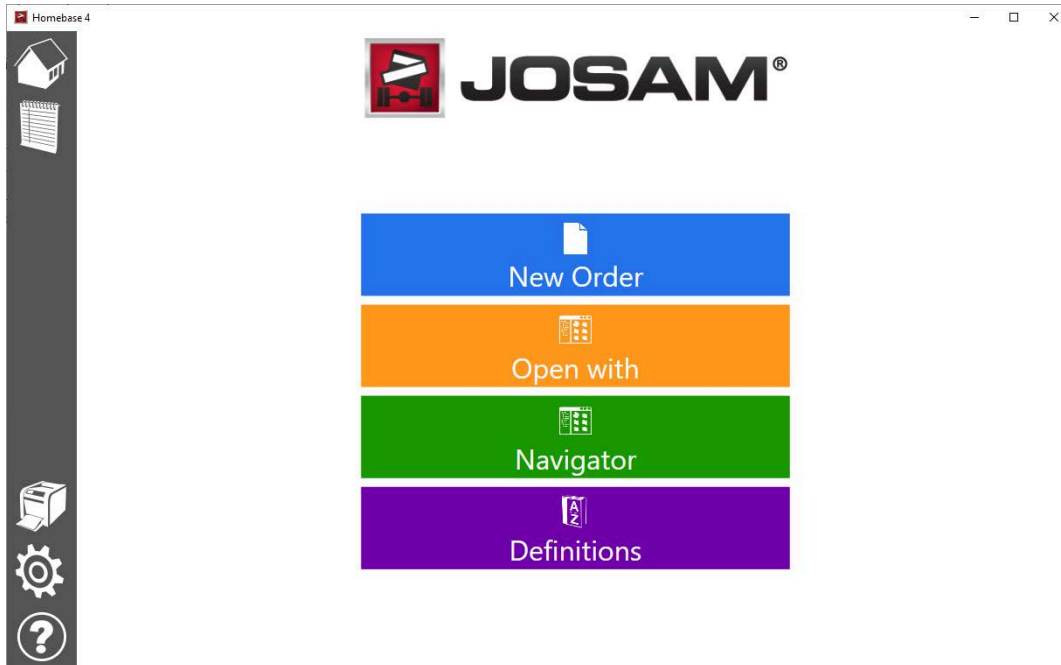 Homebase 4
JOSAM®
New Order
Open with
Navigator
A
Z
Definitions
?